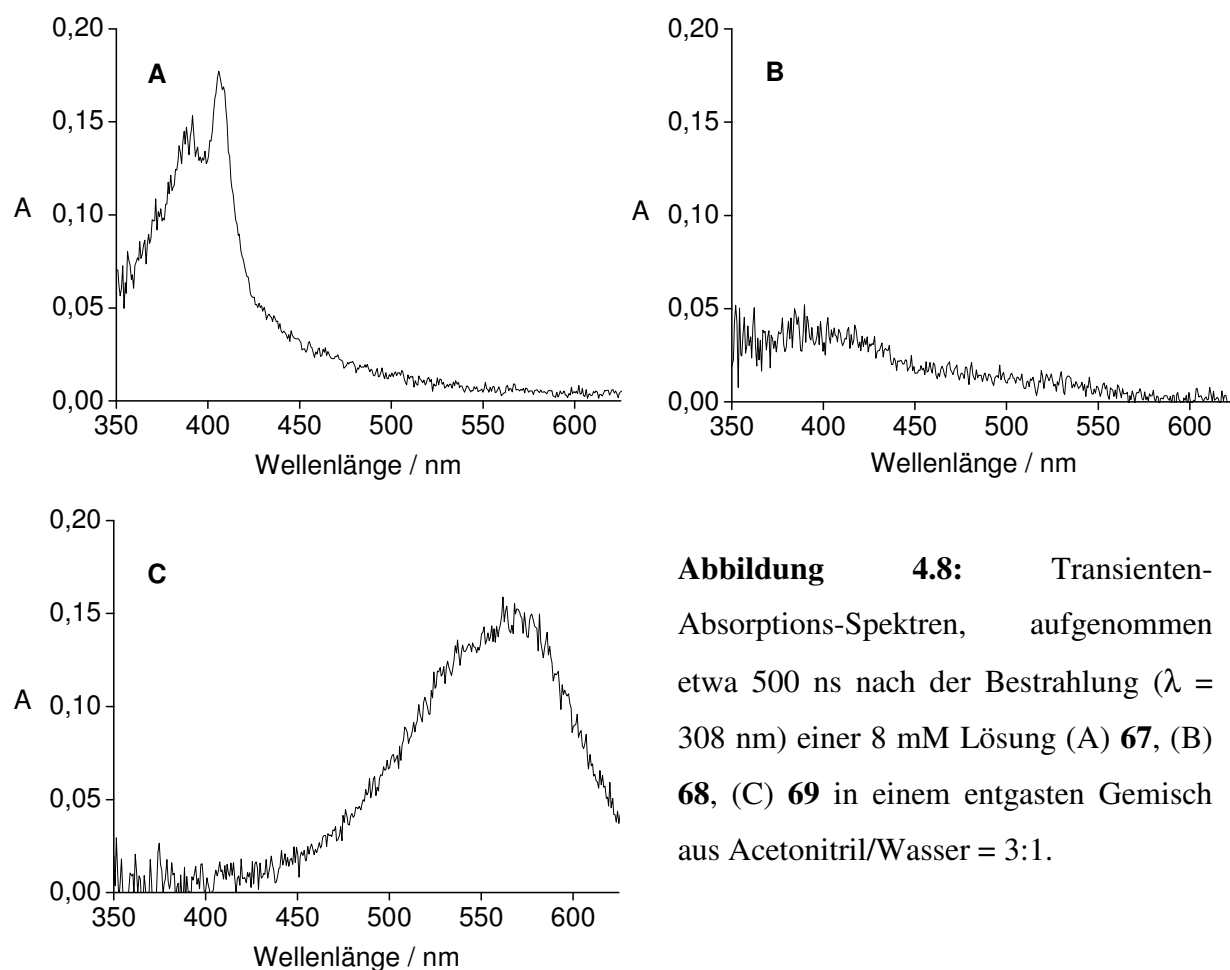 0,20
0,15
0,10
0,05
0,00
A
A
350 400 450 500 550 600
Wellenlänge / nm
0,20
0,15
0,10
0,05
0,00
B
A
350 400 450 500 550 600
Wellenlänge / nm
0,20
0,15
0,10
0,05
0,00
C
A
350 400 450 500 550 600
Wellenlänge / nm
Abbildung 4.8: Transienten-
Absorptions-Spektren, aufgenommen
etwa 500 ns nach der Bestrahlung (λ =
308 nm) einer 8 mM Lösung (A) 67, (B)
68, (C) 69 in einem entgasten Gemisch
aus Acetonitril/Wasser = 3:1.